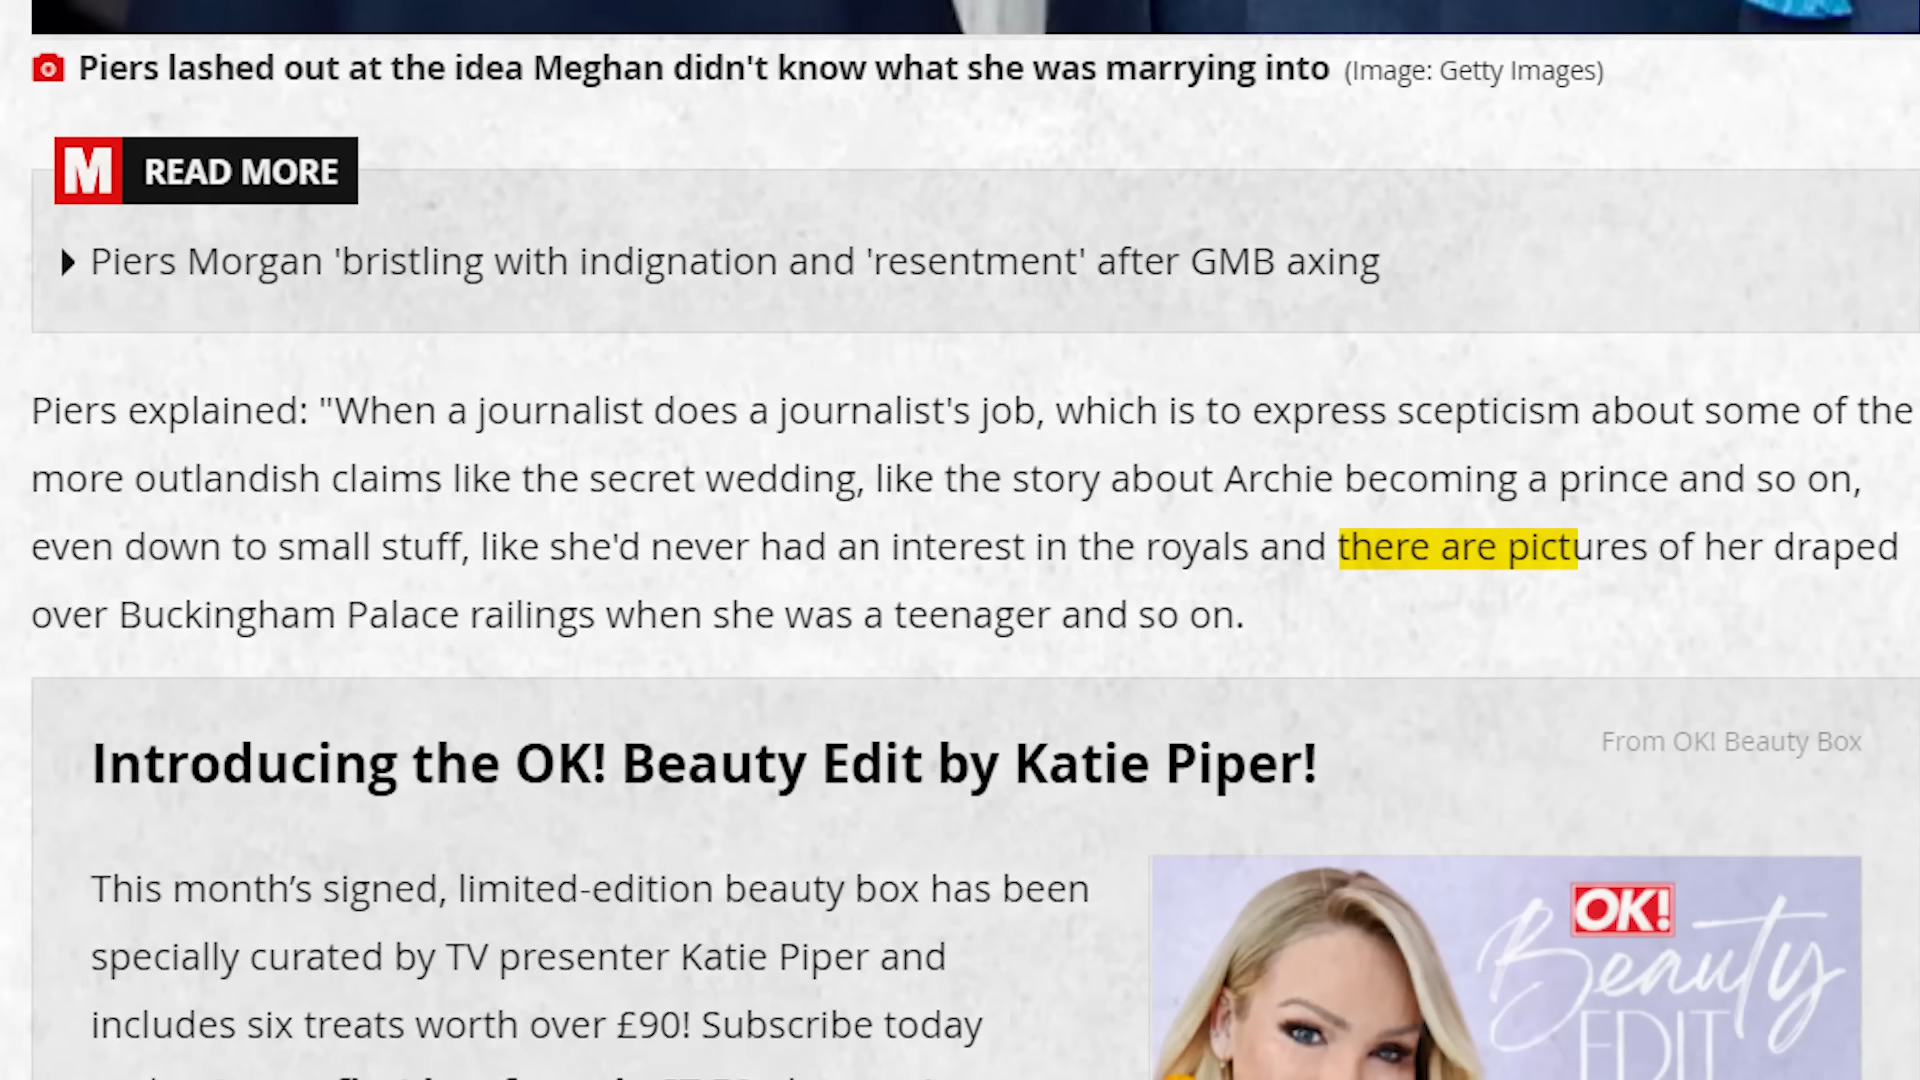 Piers lashed out at the idea Meghan didn't know what she was marrying into (Image: Getty Images)
M READ MORE
Piers Morgan 'bristling with indignation and 'resentment' after GMB axing
Piers explained: "When a journalist does a journalist's job, which is to express scepticism about some of the
more outlandish claims like the secret wedding, like the story about Archie becoming a prince and so on,
even down to small stuff, like she'd never had an interest in the royals and there are pictures of her draped
over Buckingham Palace railings when she was a teenager and so on.
Introducing the OK! Beauty Edit by Katie Piper!
From OK! Beauty Box
This month’s signed, limited-edition beauty box has been
specially curated by TV presenter Katie Piper and
includes six treats worth over £90! Subscribe today
OK!
Beauty
EDIT